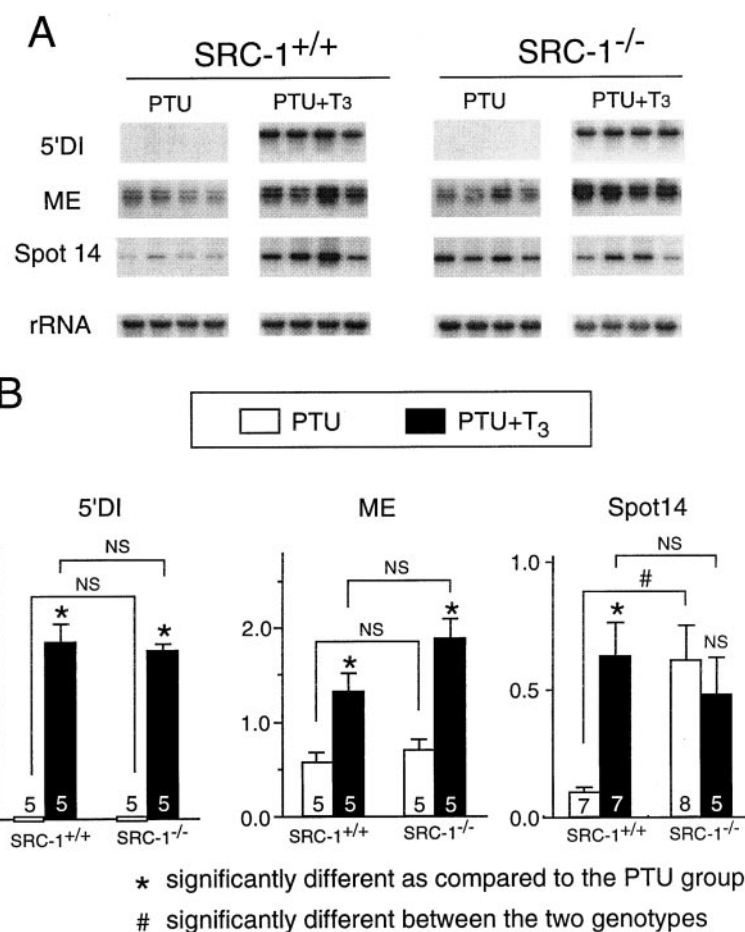 A
SRC-1+/+ SRC-1-/-
PTU PTU+T3 PTU PTU+T3
5'DI
ME
Spot 14
rRNA
B
PTU PTU+T3
5'DI ME Spot14
NS
NS
* *
5 5 5 5
SRC-1+/+ SRC-1-/-
2.0
1.0
0.0
NS
NS
* *
5 5 5 5
SRC-1+/+ SRC-1-/-
1.0
0.5
0.0
NS
#
* NS
7 7 8 5
SRC-1+/+ SRC-1-/-
* significantly different as compared to the PTU group
# significantly different between the two genotypes